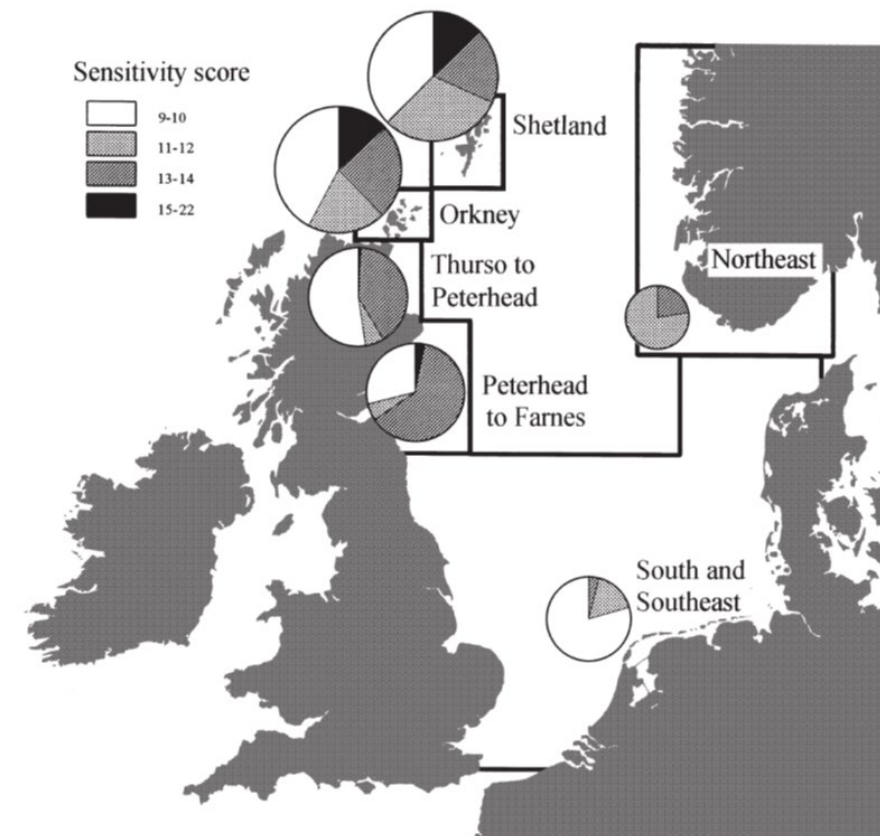 Sensitivity score
9-10
11-12
13-14
15-22
Shetland
Orkney
Thurso to
Peterhead
Northeast
Peterhead
to Farnes
South and
Southeast